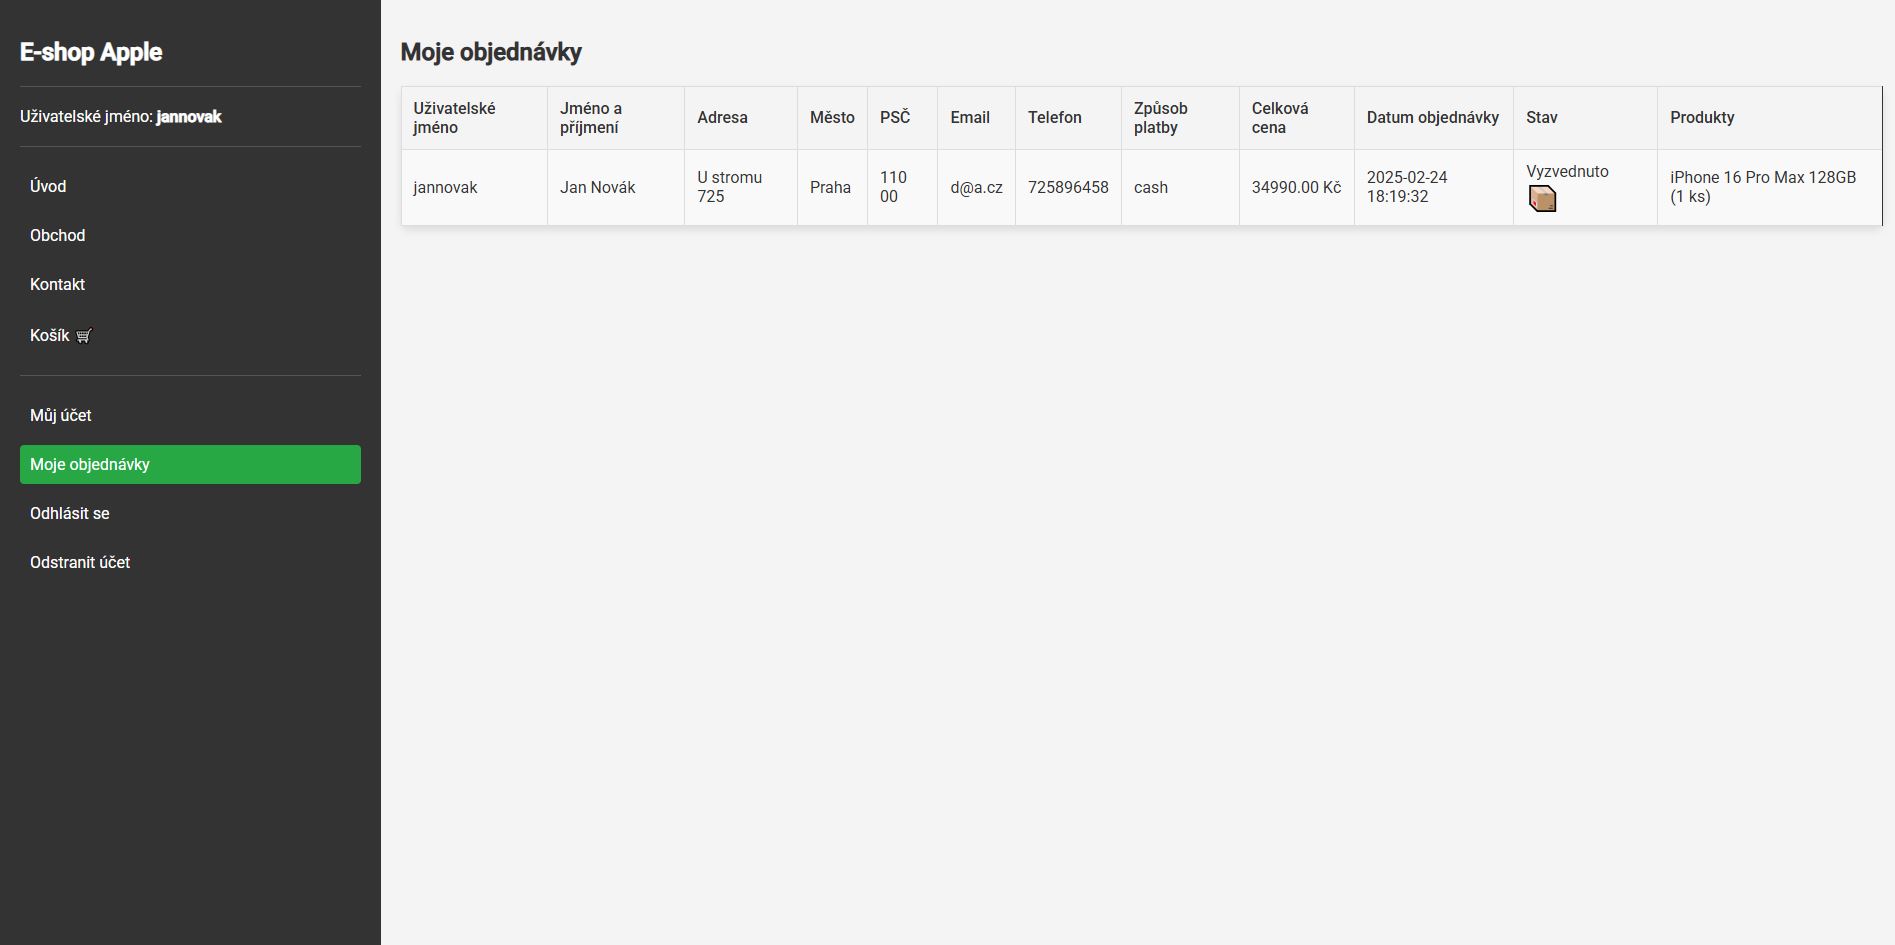 E-shop Apple
Uživatelské jméno: jannovak
Úvod
Obchod
Kontakt
Košík
Můj účet
Moje objednávky
Odhlásit se
Odstranit účet
Moje objednávky
Uživatelské
jméno
Jméno a
příjmení
Adresa
Město
PSČ
Email
Telefon
Způsob
platby
Celková
cena
Datum objednávky
Stav
Produkty
jannovak
Jan Novák
U stromu
725
Praha
110
00
d@a.cz
725896458
cash
34990.00 Kč
2025-02-24
18:19:32
Vyzvednuto
iPhone 16 Pro Max 128GB
(1 ks)